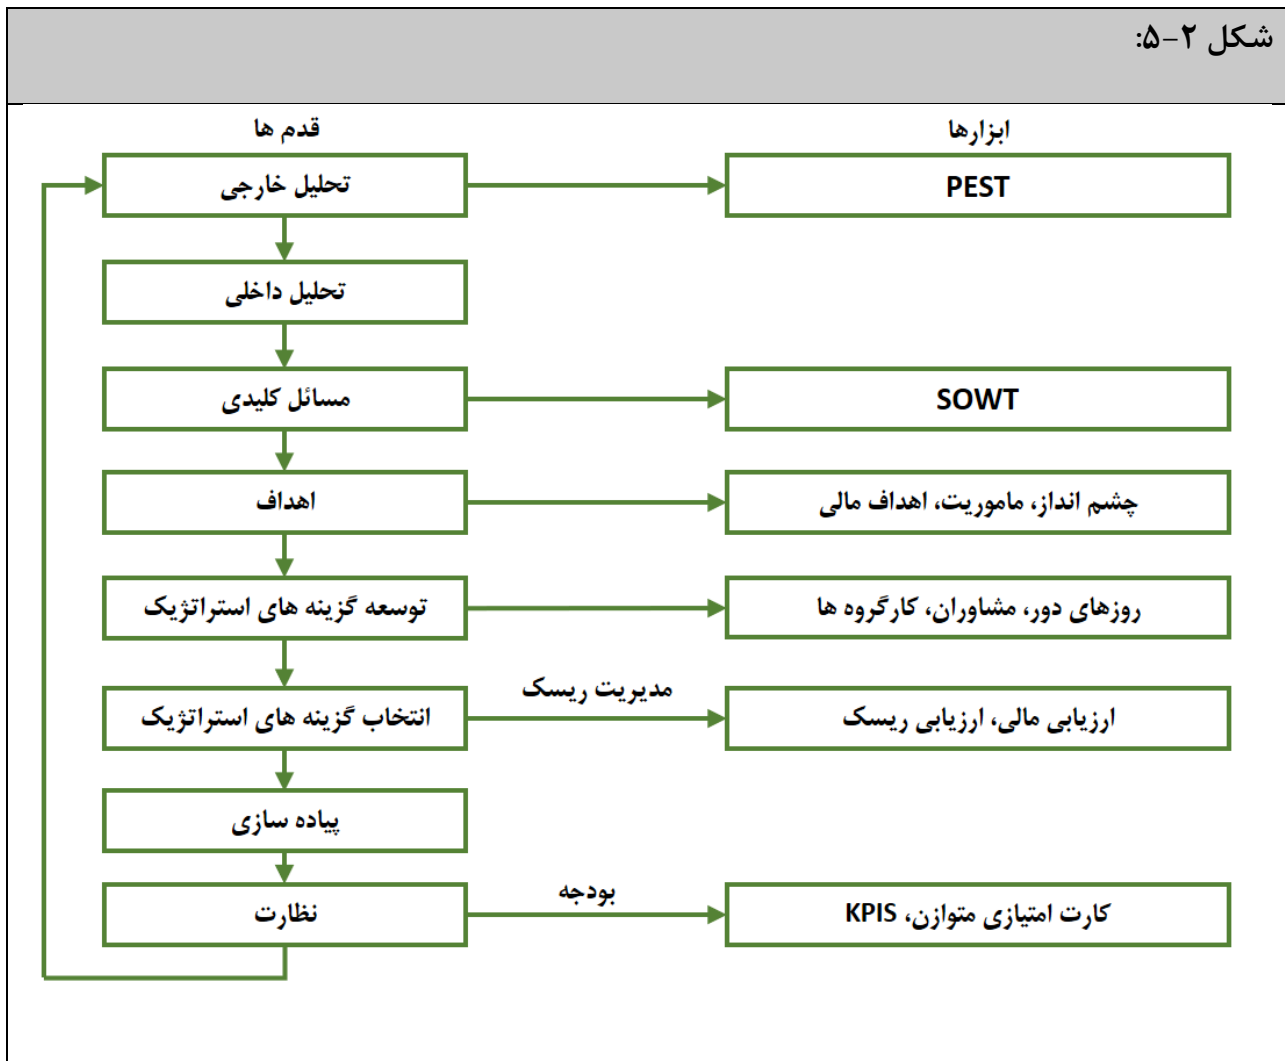 شکل ۲-۵:
قدم ها
ابزارها
تحلیل خارجی
PEST
تحلیل داخلی
مسائل کلیدی
SOWT
اهداف
چشم انداز، ماموریت، اهداف مالی
توسعه گزینه های استراتژیک
روزهای دور، مشاوران، کارگروه ها
انتخاب گزینه های استراتژیک
مدیریت ریسک
ارزیابی مالی، ارزیابی ریسک
پیاده سازی
نظارت
بودجه
کارت امتیازی متوازن، KPIS